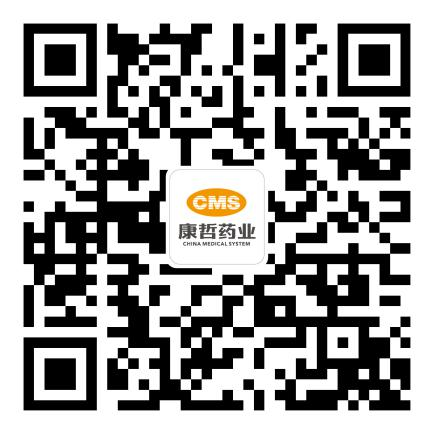 CMS
康哲药业
CHINA MEDICAL SYSTEM